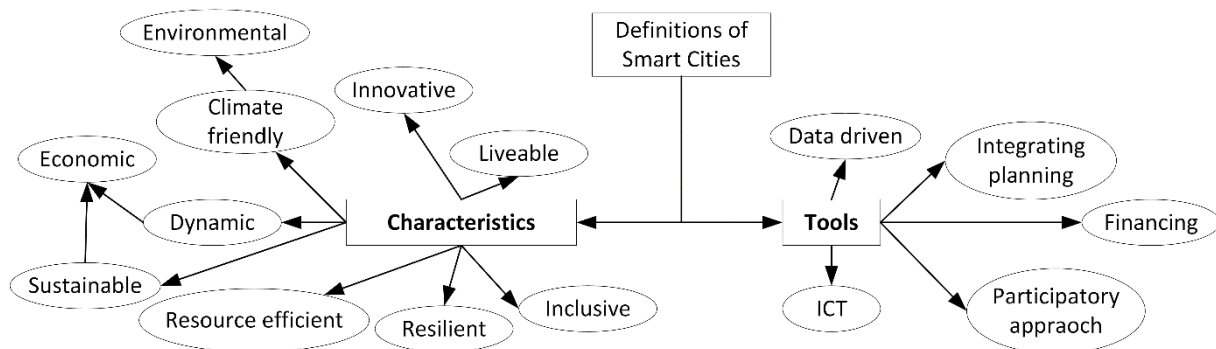 Environmental
Definitions of
Smart Cities
Innovative
Climate
friendly
Data driven
Integrating
planning
Economic
Liveable
Dynamic
Characteristics
Tools
Financing
Sustainable
Resource efficient
Resilient
Inclusive
ICT
Participatory
appraoch